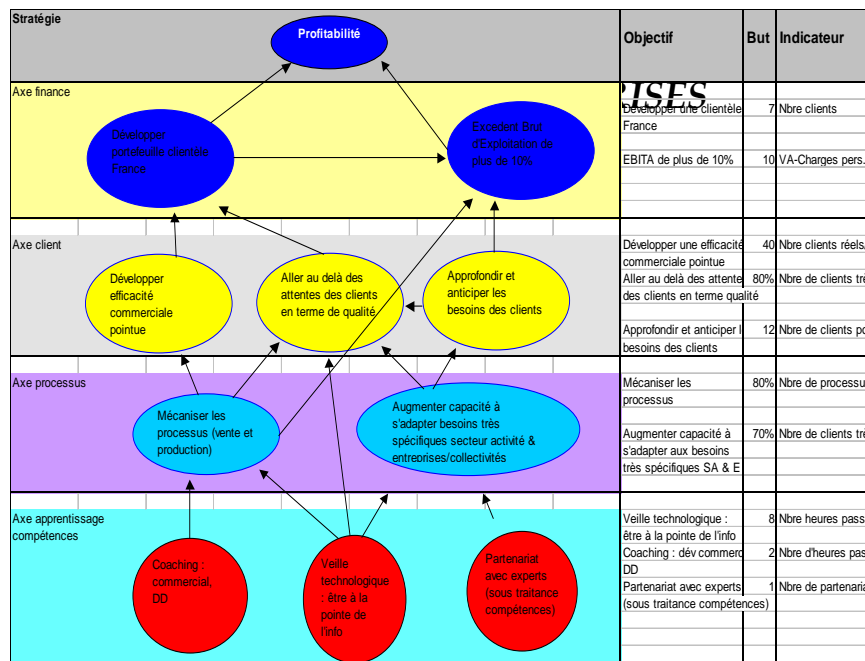 Stratégie
Profitabilité
Objectif
But
Indicateur
Axe finance
RISES
Développer
portefeuille clientèle
France
Excédent Brut
d'Exploitation de
plus de 10%
Développer une clientèle
France
7
Nbre clients
EBITA de plus de 10%
10
VA-Charges pers.
Axe client
Développer
efficacité
commerciale
pointue
Aller au delà des
attentes des clients
en terme de qualité
Approfondir et
anticiper les
besoins des clients
Développer une efficacité
commerciale pointue
40
Nbre clients réels
Aller au delà des attente
des clients en terme qualité
80%
Nbre de clients trè
Approfondir et anticiper l
besoins des clients
12
Nbre de clients po
Axe processus
Mécaniser les
processus (vente et
production)
Augmenter capacité à
s'adapter besoins très
spécifiques secteur activité &
entreprises/collectivités
Mécaniser les
processus
80%
Nbre de processu
Augmenter capacité à
s'adapter aux besoins
très spécifiques SA & E
70%
Nbre de clients trè
Axe apprentissage
compétences
Coaching :
commercial,
DD
Veille
technologique
: être à la
pointe de
l'info
Partenariat
avec experts
(sous traitance
compétences)
Veille technologique :
être à la pointe de l'info
8
Nbre heures pass
Coaching : dév commerc
DD
2
Nbre d'heures pas
Partenariat avec experts
(sous traitance compétences)
1
Nbre de partenaria